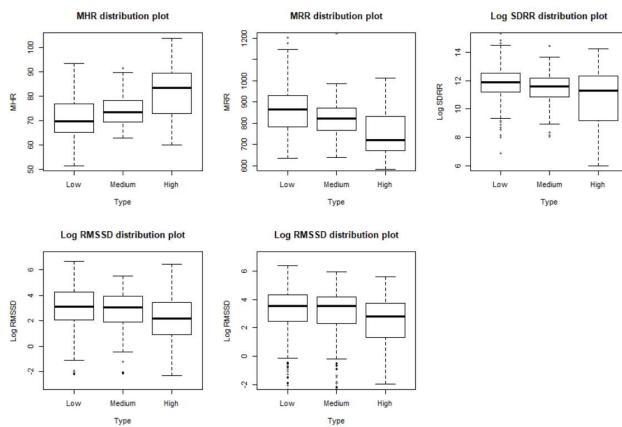 MHR distribution plot
MHR
50
60
70
80
90
100
Low
Medium
High
Type
MRR distribution plot
MRR
600
700
800
900
1000
1200
Low
Medium
High
Type
Log SDRR distribution plot
Log SDRR
6
8
10
12
14
Low
Medium
High
Type
Log RMSSD distribution plot
Log RMSSD
-2
0
2
4
6
Low
Medium
High
Type
Log RMSSD distribution plot
Log RMSSD
-2
0
2
4
6
Low
Medium
High
Type